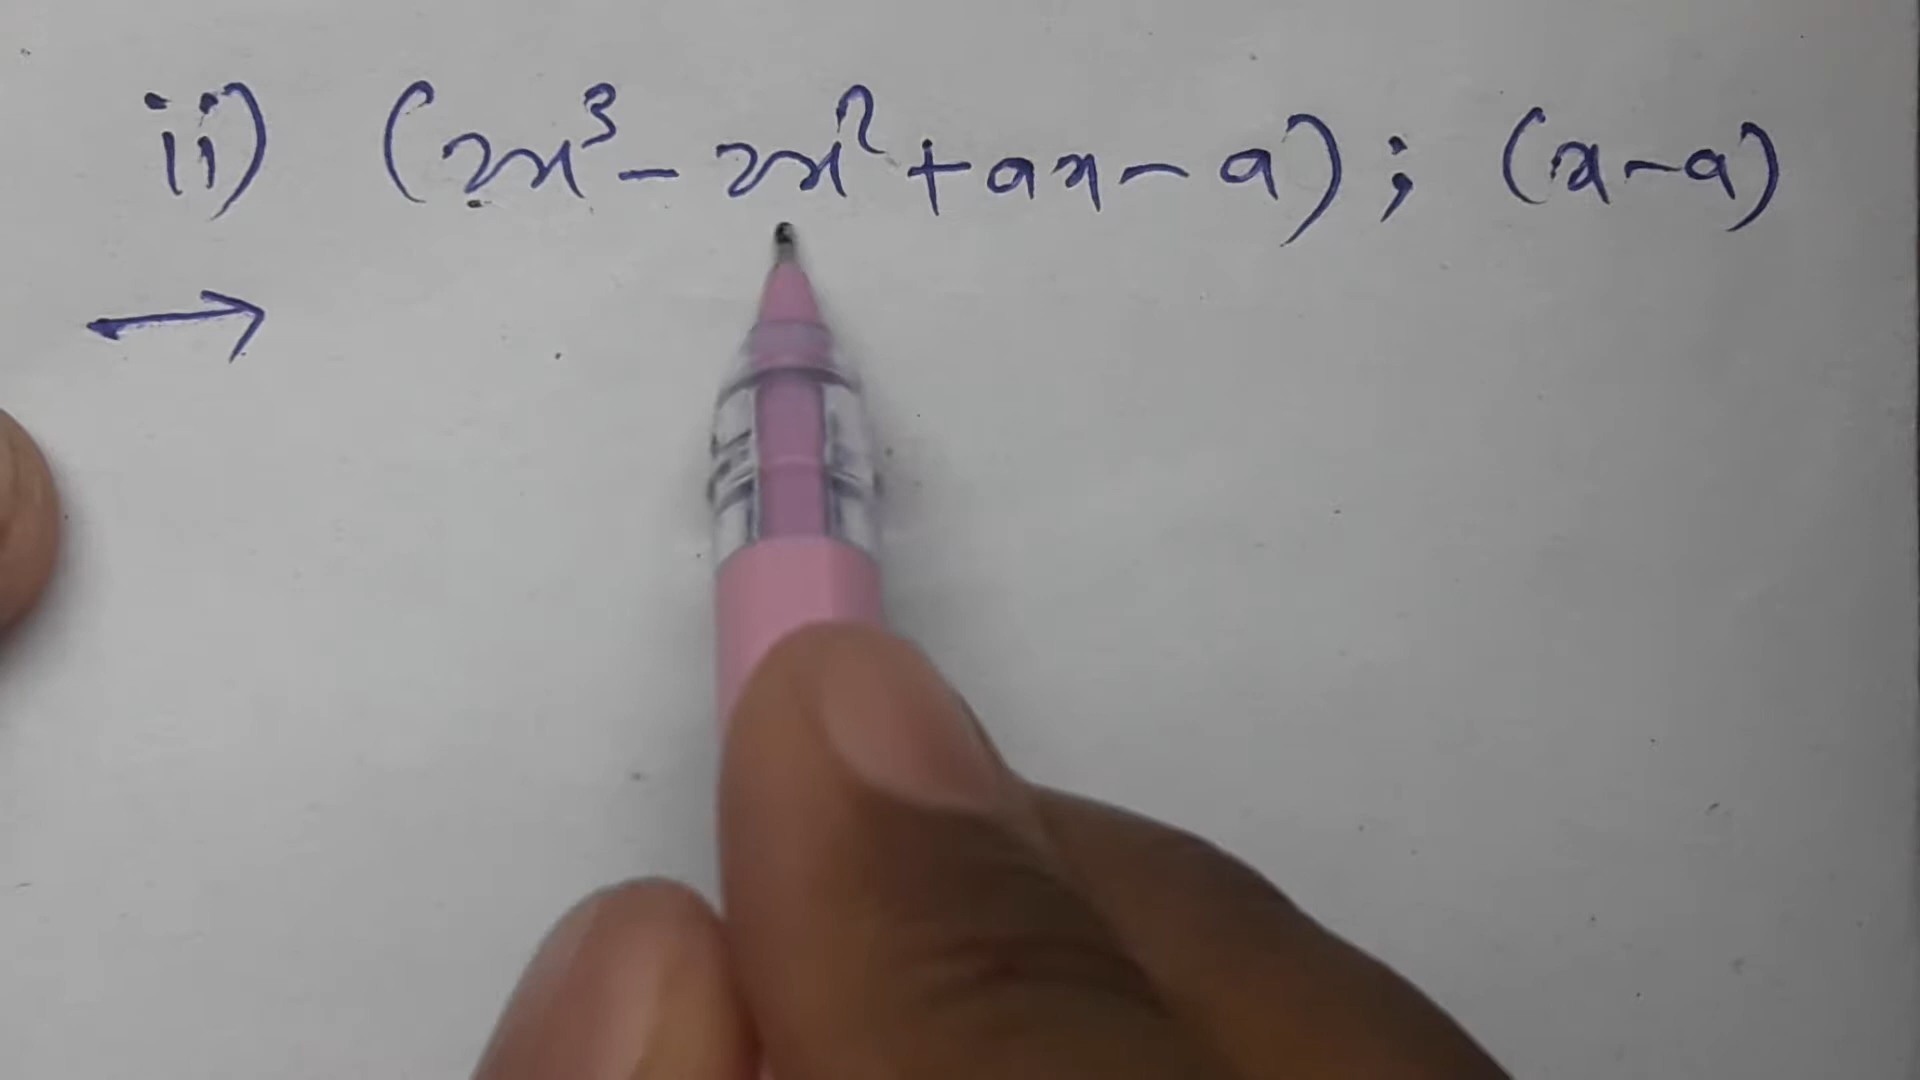 ii) (2x³ - 2x² + ax - a) ; (x - a)
→